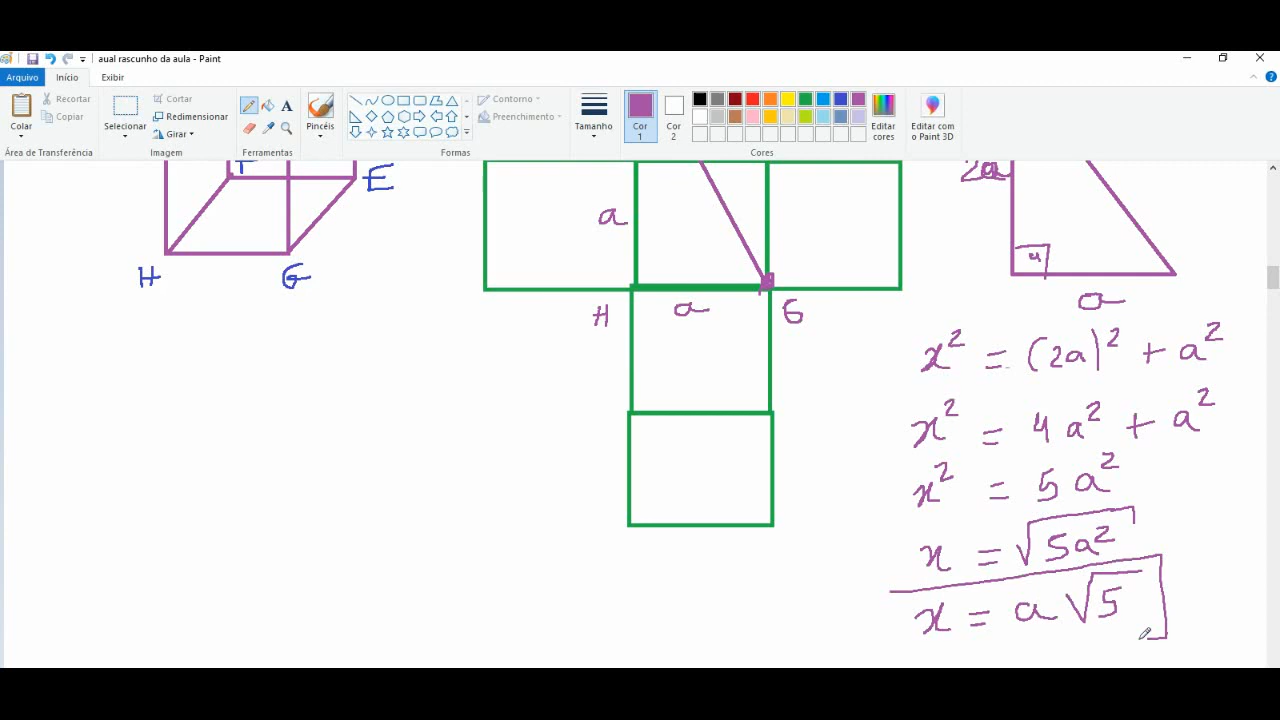 aual rascunho da aula - Paint
Arquivo Início Exibir
Colar
Recortar
Copiar
Área de Transferência
Selecionar
Cortar
Redimensionar
Girar
Imagem
A
Ferramentas
Pincéis
Contorno
Preenchimento
Formas
Tamanho
Cor 1
Cor 2
Cores
Editar cores
Editar com o Paint 3D
E
H
G
a
H
a
G
2a
a
x² = (2a)² + a²
x² = 4a² + a²
x² = 5a²
x = √5a²
x = a√5